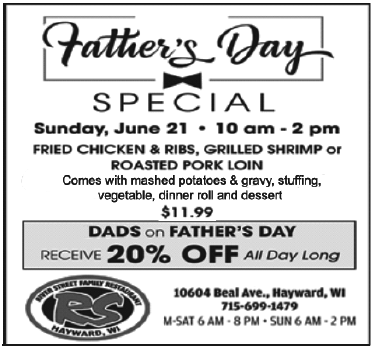 Father's Day
SPECIAL
Sunday, June 21 • 10 am - 2 pm
FRIED CHICKEN & RIBS, GRILLED SHRIMP or
ROASTED PORK LOIN
Comes with mashed potatoes & gravy, stuffing,
vegetable, dinner roll and dessert
$11.99
DADS on FATHER'S DAY
RECEIVE 20% OFF All Day Long
RIVER STREET FAMILY RESTAURANT
RS
HAYWARD, WI
10604 Beal Ave., Hayward, WI
715-699-1479
M-SAT 6 AM - 8 PM • SUN 6 AM - 2 PM